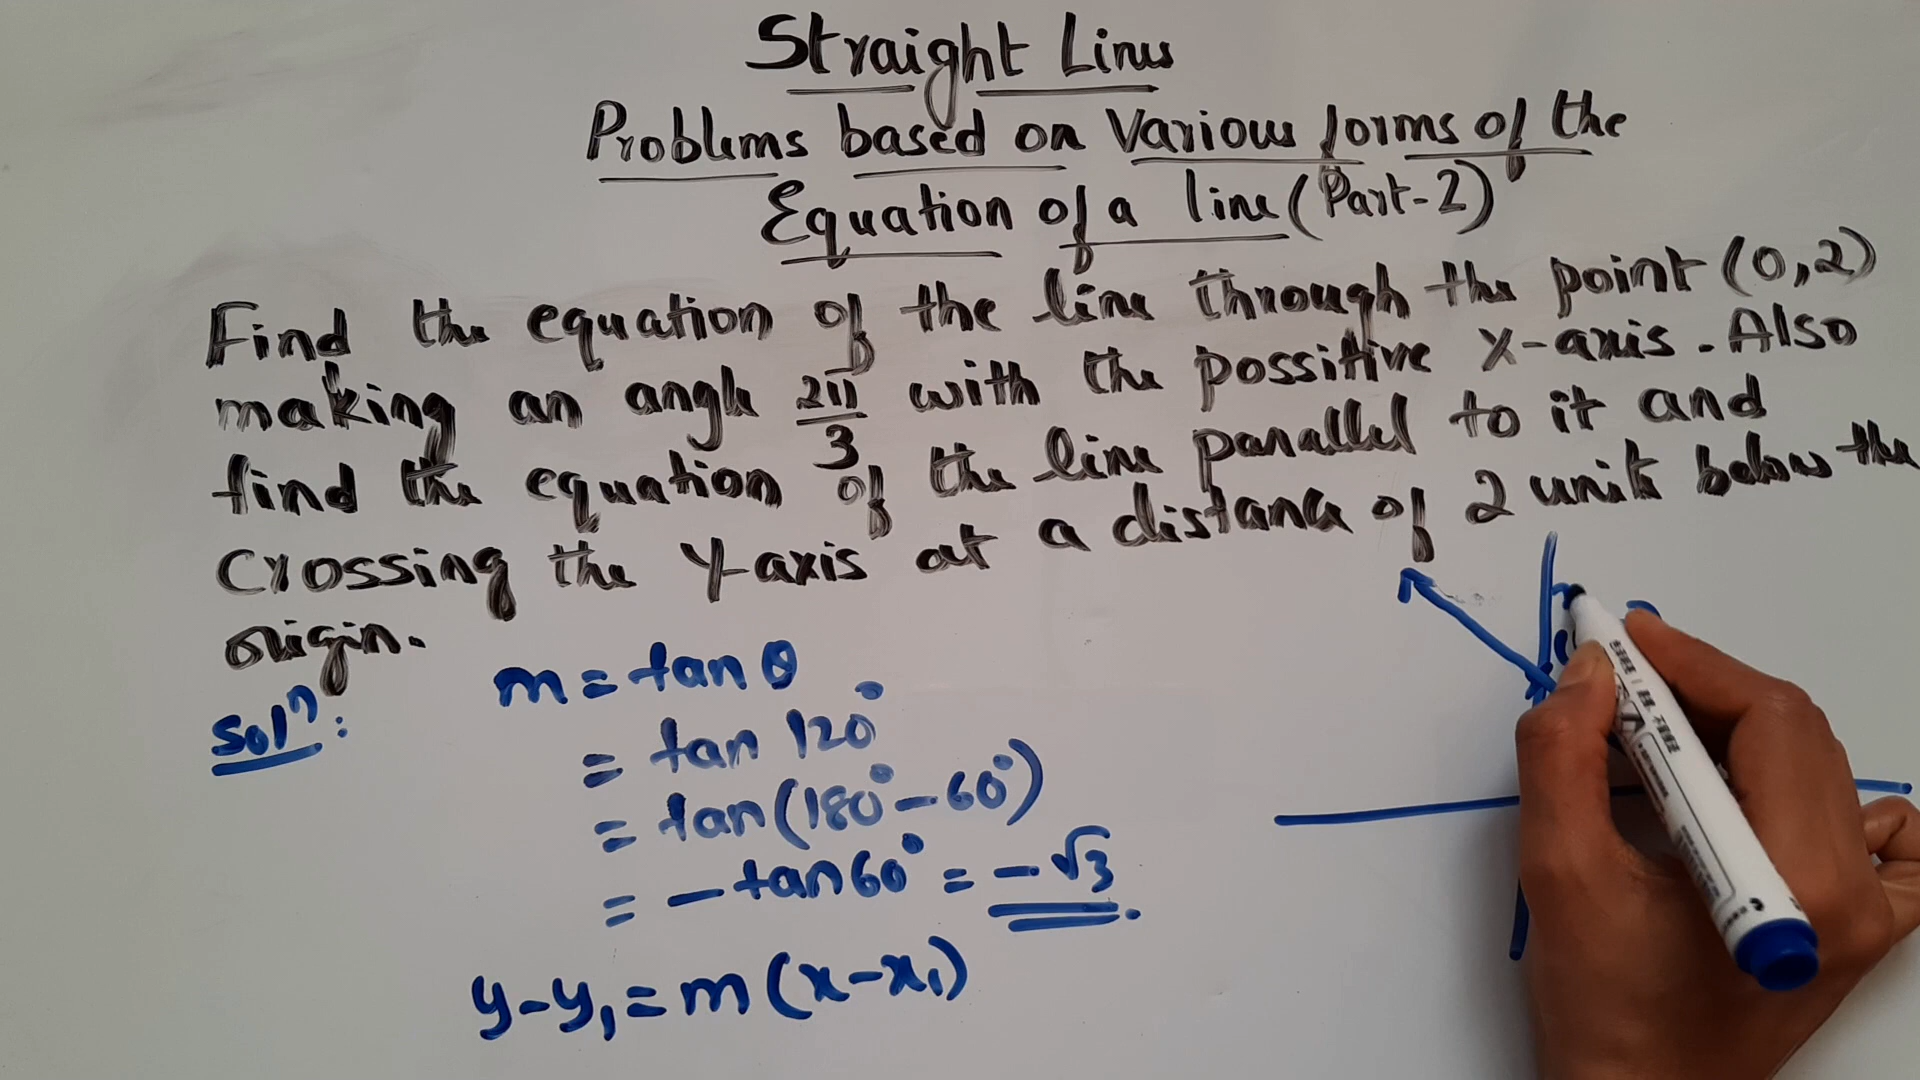 Straight Lines
Problems based on Various forms of the
Equation of a line (Part-2)
Find the equation of the line through the point (0,2)
making an angle 2π/3 with the possitive X-axis. Also
find the equation of the line parallel to it and
crossing the Y-axis at a distance of 2 units below the
origin.
Solⁿ:
m = tan θ
= tan 120°
= tan(180° - 60°)
= - tan 60° = - √3.
y - y₁ = m (x - x₁)